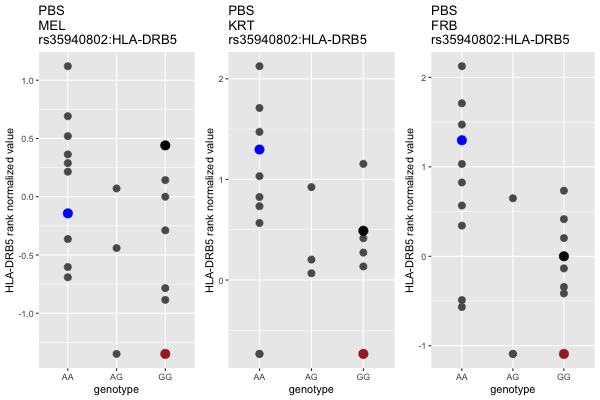 PBS
MEL
rs35940802:HLA-DRB5
HLA-DRB5 rank normalized value
1.0
0.5
0.0
-0.5
-1.0
AA AG GG
genotype
PBS
KRT
rs35940802:HLA-DRB5
HLA-DRB5 rank normalized value
2
1
0
AA AG GG
genotype
PBS
FRB
rs35940802:HLA-DRB5
HLA-DRB5 rank normalized value
2
1
0
-1
AA AG GG
genotype